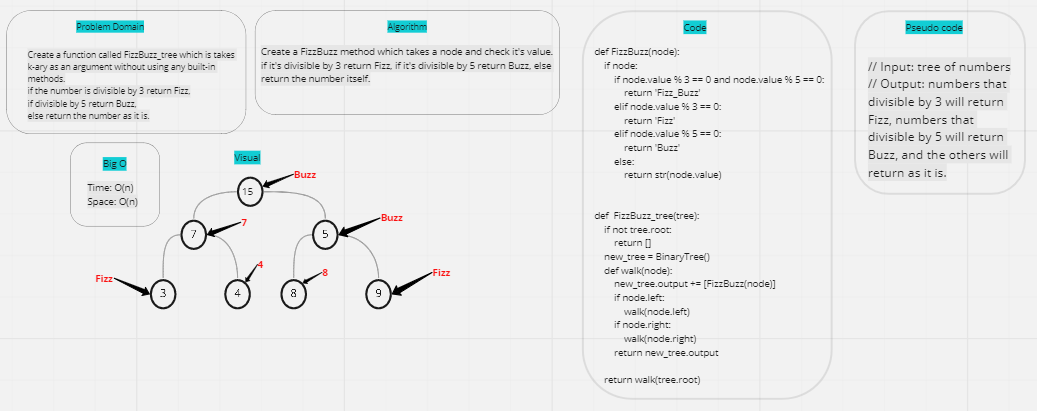 Problem Domain
Create a function called FizzBuzz_tree which is takes
k-ary as an argument without using any built-in
methods.
if the number is divisible by 3 return Fizz,
if divisible by 5 return Buzz,
else return the number as it is.
Algorithm
Create a FizzBuzz method which takes a node and check it's value.
if it's divisible by 3 return Fizz, if it's divisible by 5 return Buzz, else
return the number itself.
Big O
Time: O(n)
Space: O(n)
Visual
Buzz
15
7
7
5
Buzz
Fizz
3
4
4
8
8
9
Fizz
Code
def FizzBuzz(node):
if node:
if node.value % 3 == 0 and node.value % 5 == 0:
return 'Fizz_Buzz'
elif node.value % 3 == 0:
return 'Fizz'
elif node.value % 5 == 0:
return 'Buzz'
else:
return str(node.value)
def FizzBuzz_tree(tree):
if not tree.root:
return []
new_tree = BinaryTree()
def walk(node):
new_tree.output += [FizzBuzz(node)]
if node.left:
walk(node.left)
if node.right:
walk(node.right)
return new_tree.output
return walk(tree.root)
Pseudo code
// Input: tree of numbers
// Output: numbers that
divisible by 3 will return
Fizz, numbers that
divisible by 5 will return
Buzz, and the others will
return as it is.